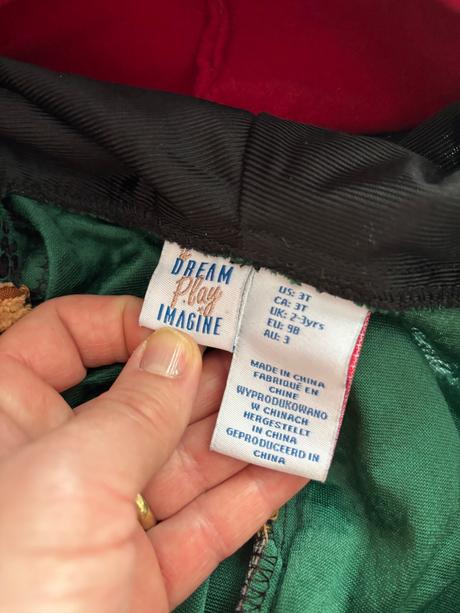 DREAM
Play
IMAGINE
US: 3T
CA: 3T
UK: 2-3yrs
EU: 98
AU: 3
MADE IN CHINA
FABRIQUÉ EN
CHINE
WYPRODUKOWANO
W CHINACH
HERGESTELLT
IN CHINA
GEPRODUCEERD IN
CHINA